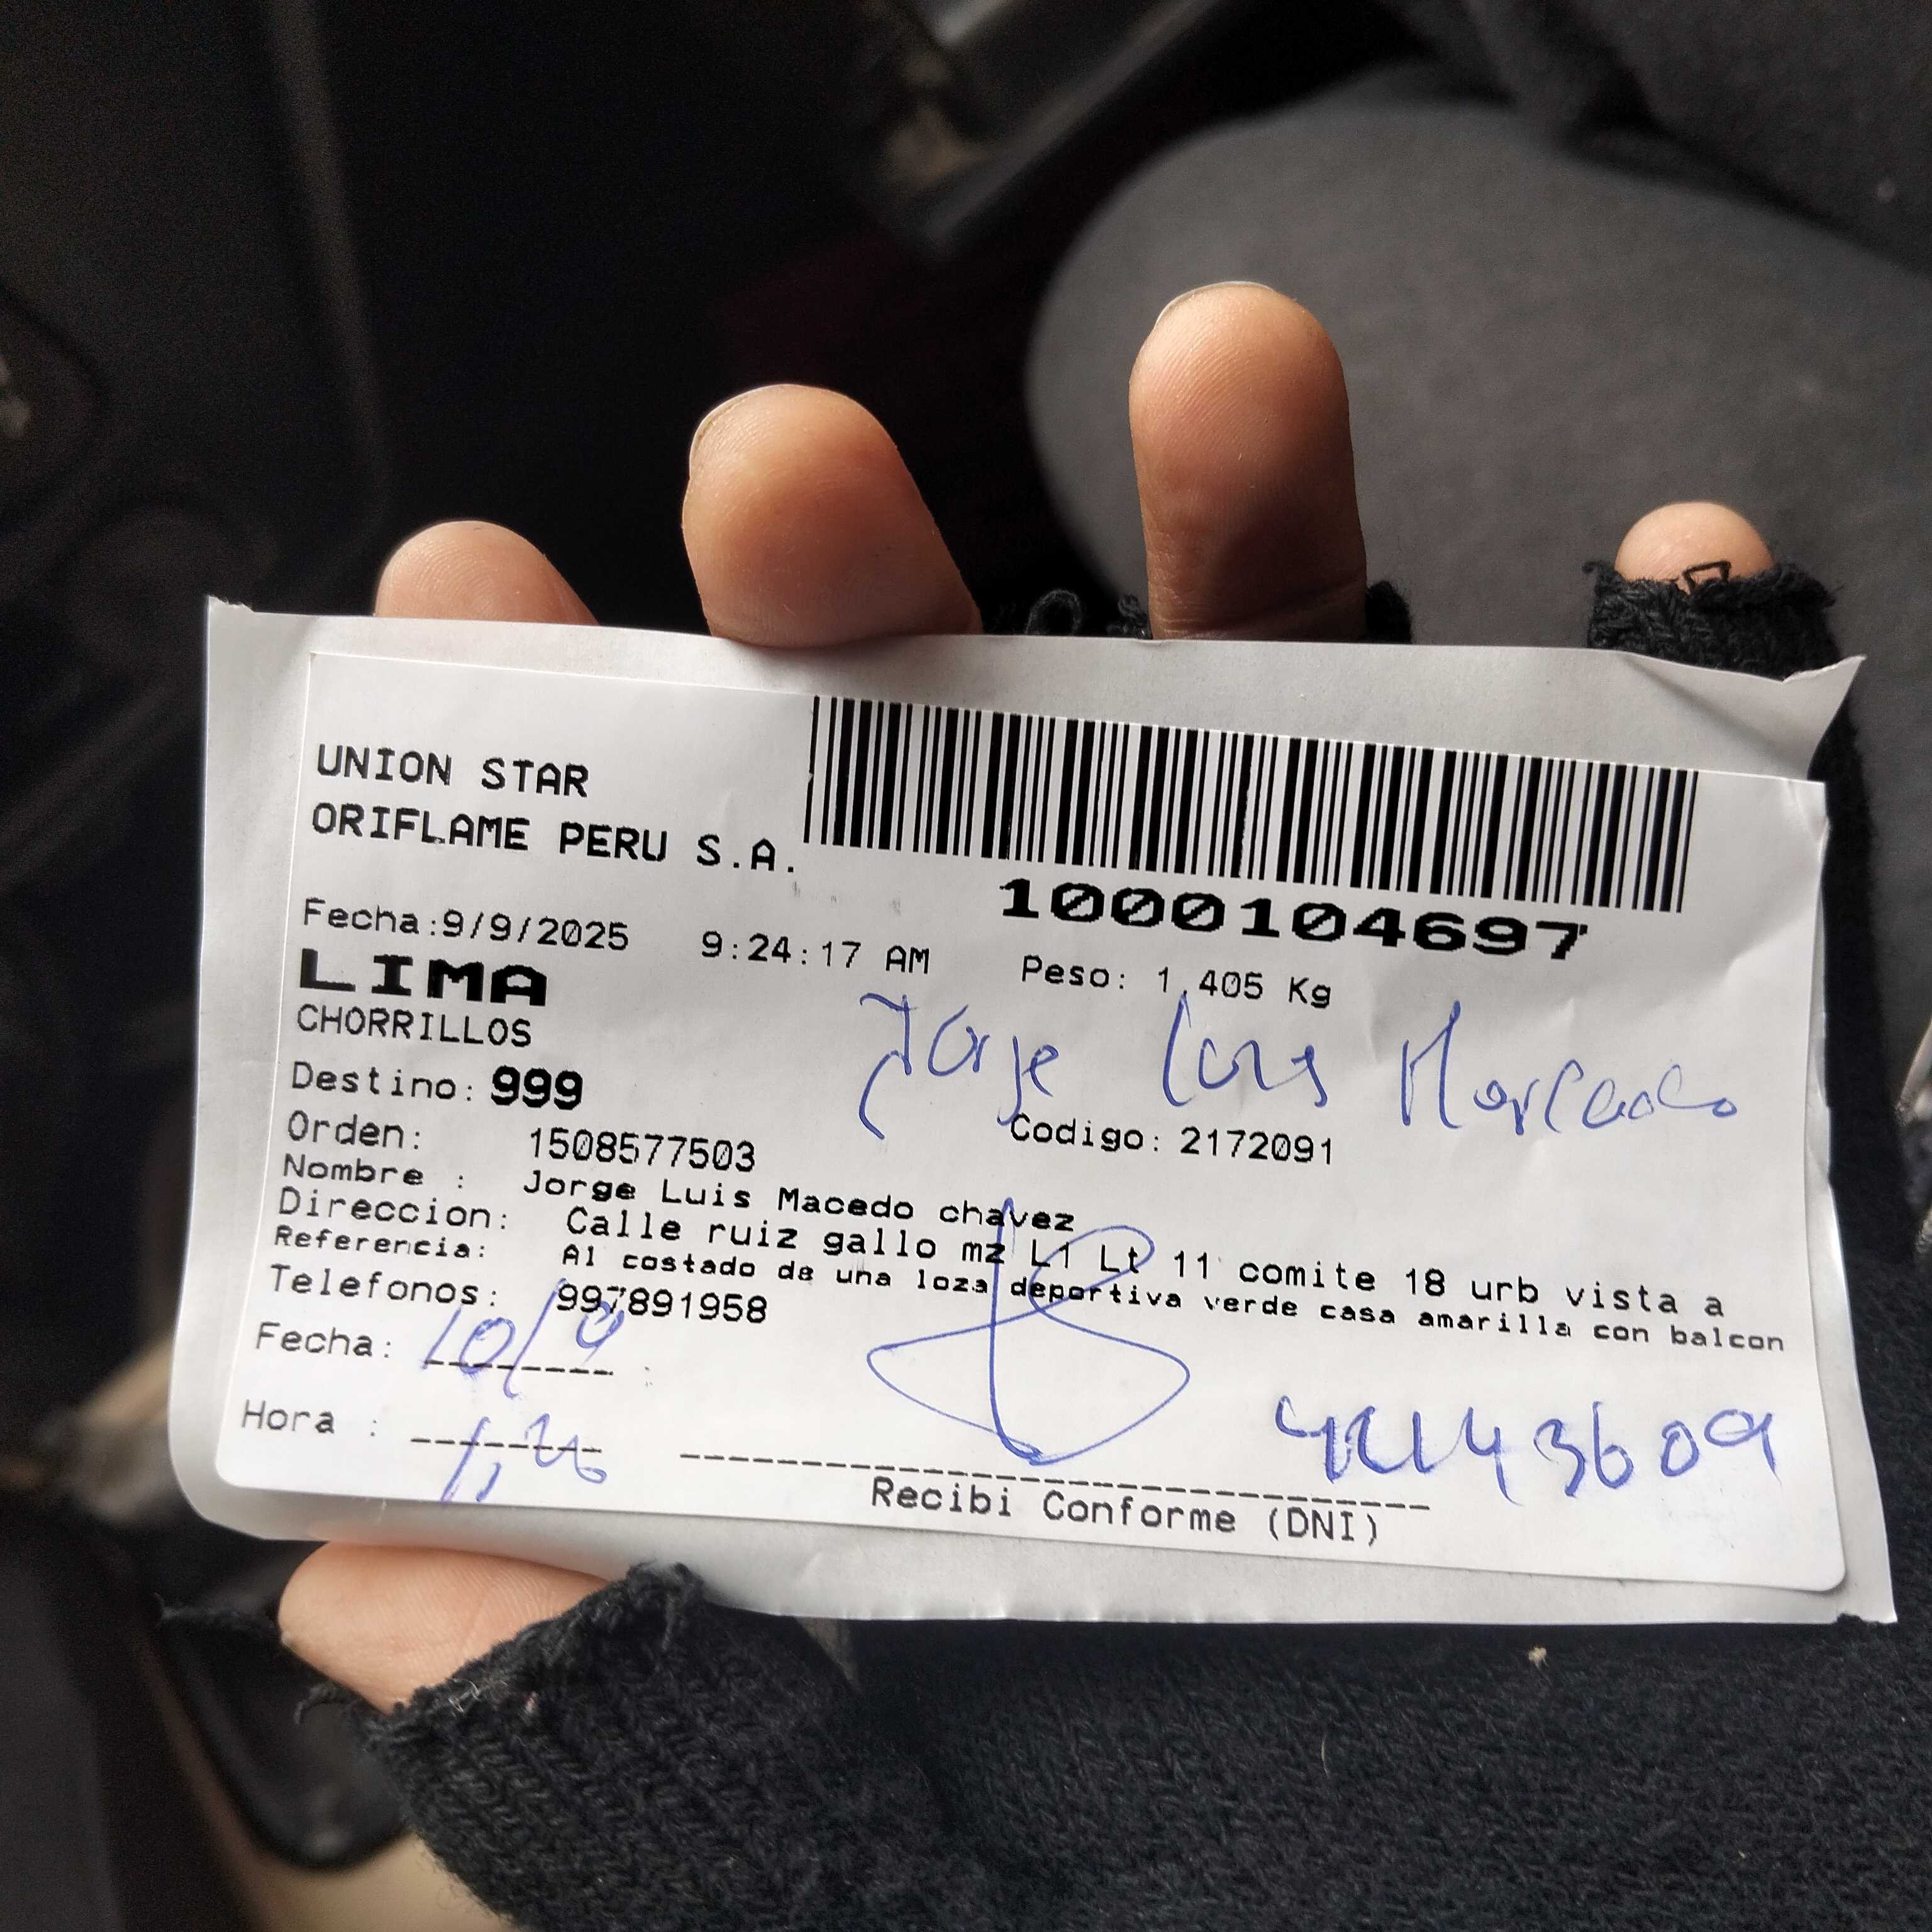 UNION STAR
ORIFLAME PERU S.A.
1000104697
Fecha:9/9/2025 9:24:17 AM Peso: 1.405 Kg
LIMA
CHORRILLOS
Jorje Luis
Destino: 999
Orden: 1508577503 Codigo: 2172091
Nombre : Jorge Luis Macedo chavez
Direccion: Calle ruiz gallo mz L1 Lt 11 comite 18 urb vista a
Referencia: Al costado de una loza deportiva verde casa amarilla con balcon
Telefonos: 997891958
Fecha: 10/9
Hora :
Recibi Conforme (DNI)